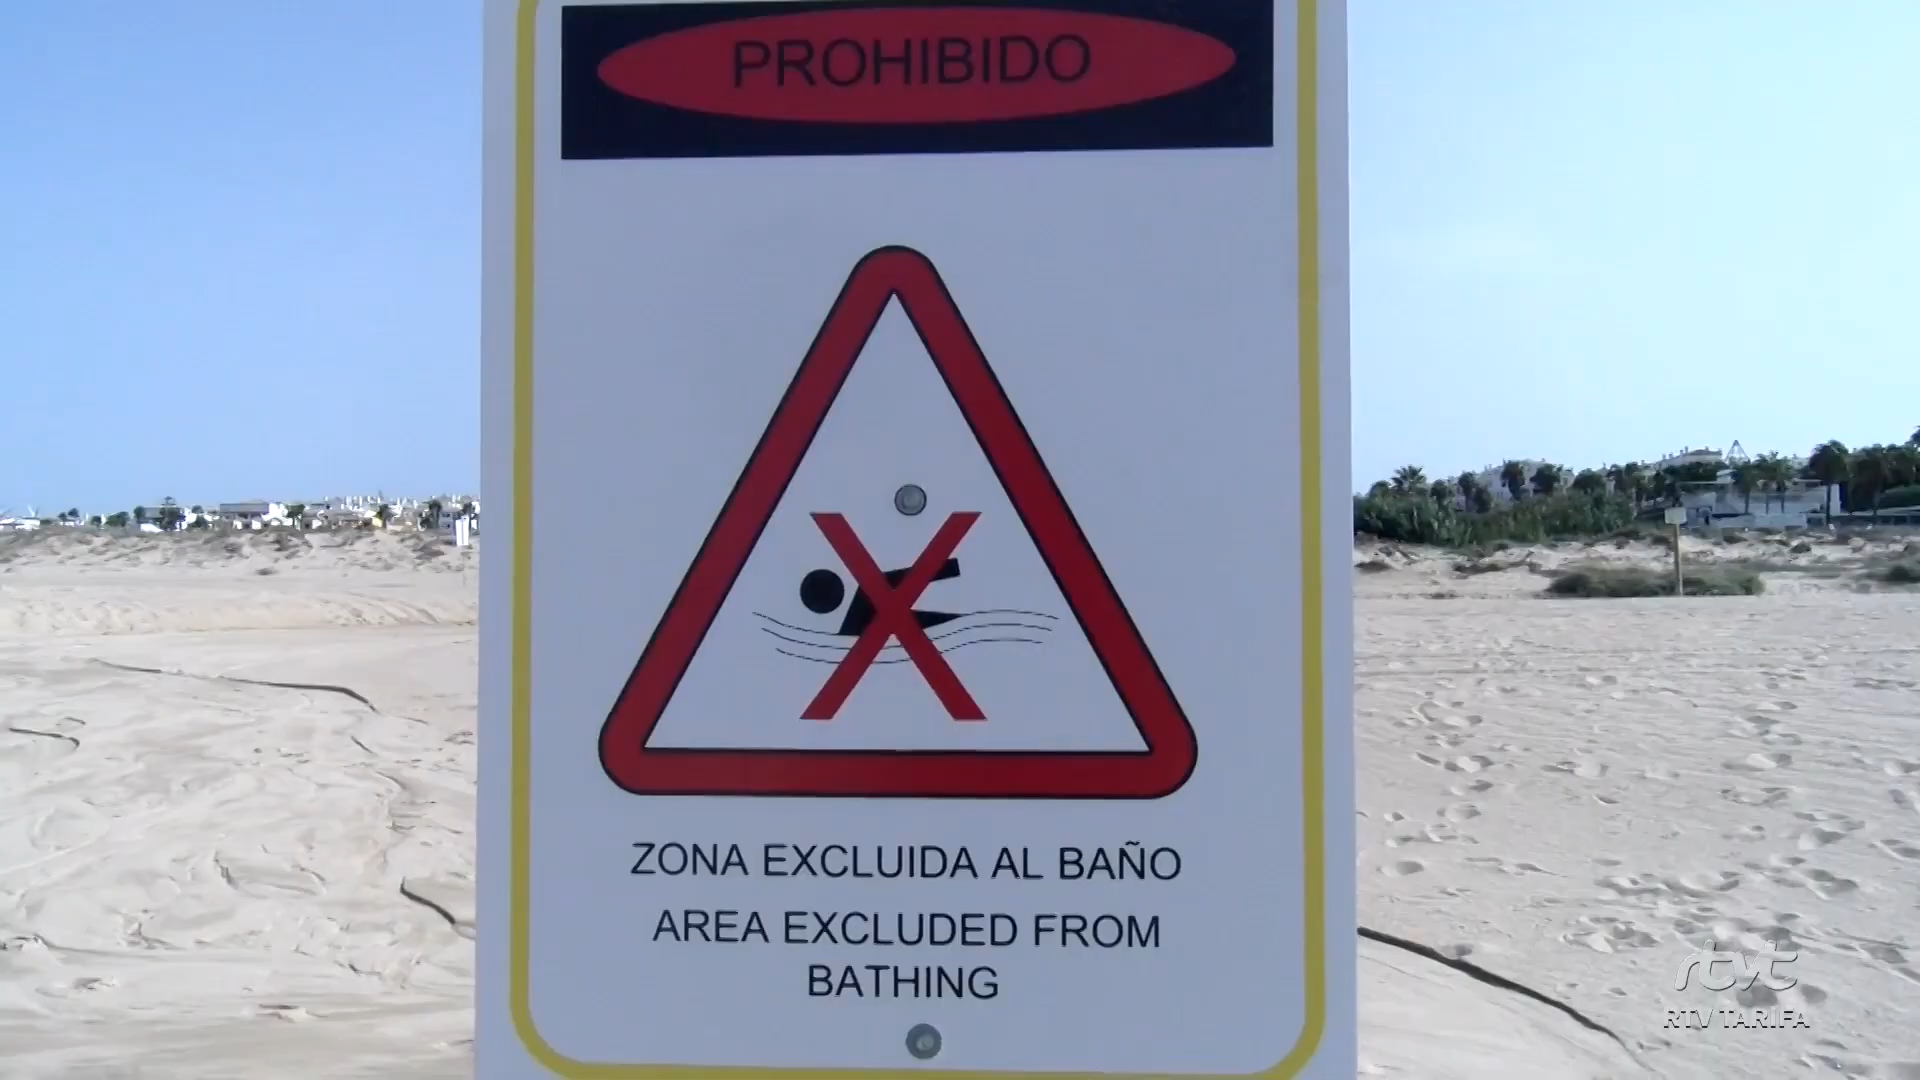 PROHIBIDO
ZONA EXCLUIDA AL BAÑO
AREA EXCLUDED FROM
BATHING
rtvt
RTV TARIFA